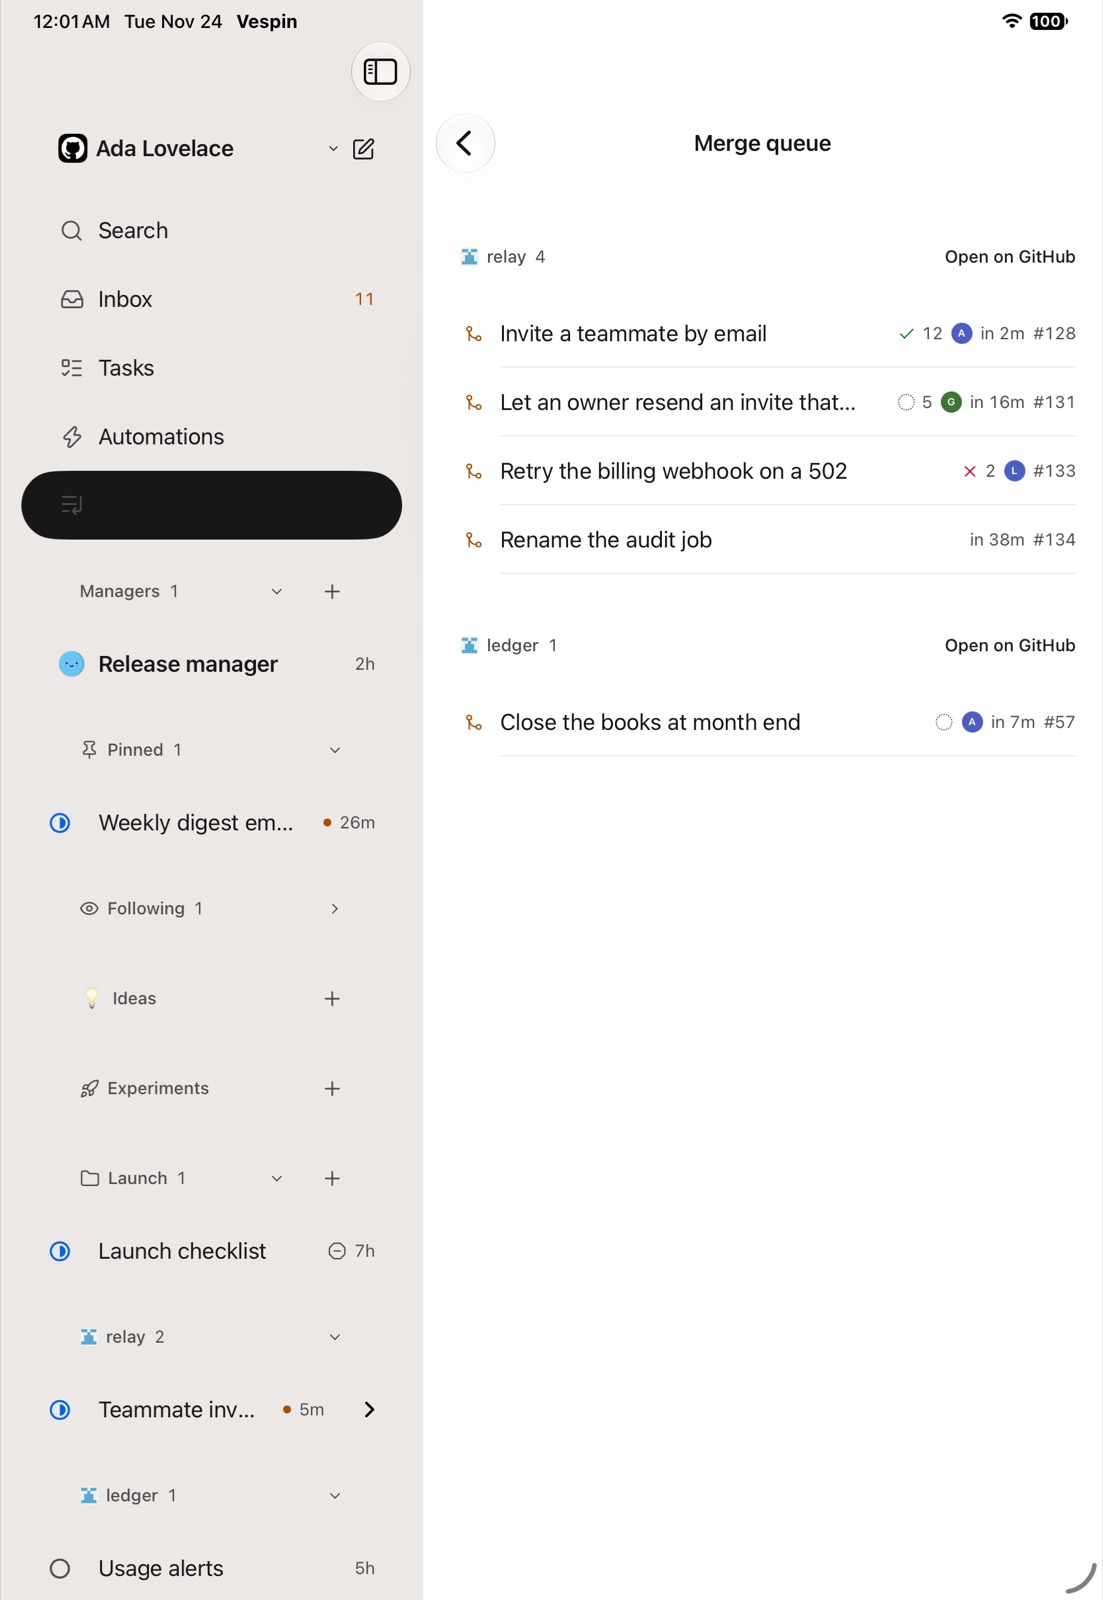 12:01 AM Tue Nov 24 Vespin
100
Ada Lovelace
Search
Inbox 11
Tasks
Automations
Managers 1
Release manager 2h
Pinned 1
Weekly digest em... 26m
Following 1
Ideas
Experiments
Launch 1
Launch checklist 7h
relay 2
Teammate inv... 5m
ledger 1
Usage alerts 5h
Merge queue
relay 4 Open on GitHub
Invite a teammate by email 12 A in 2m #128
Let an owner resend an invite that... 5 G in 16m #131
Retry the billing webhook on a 502 2 L #133
Rename the audit job in 38m #134
ledger 1 Open on GitHub
Close the books at month end A in 7m #57